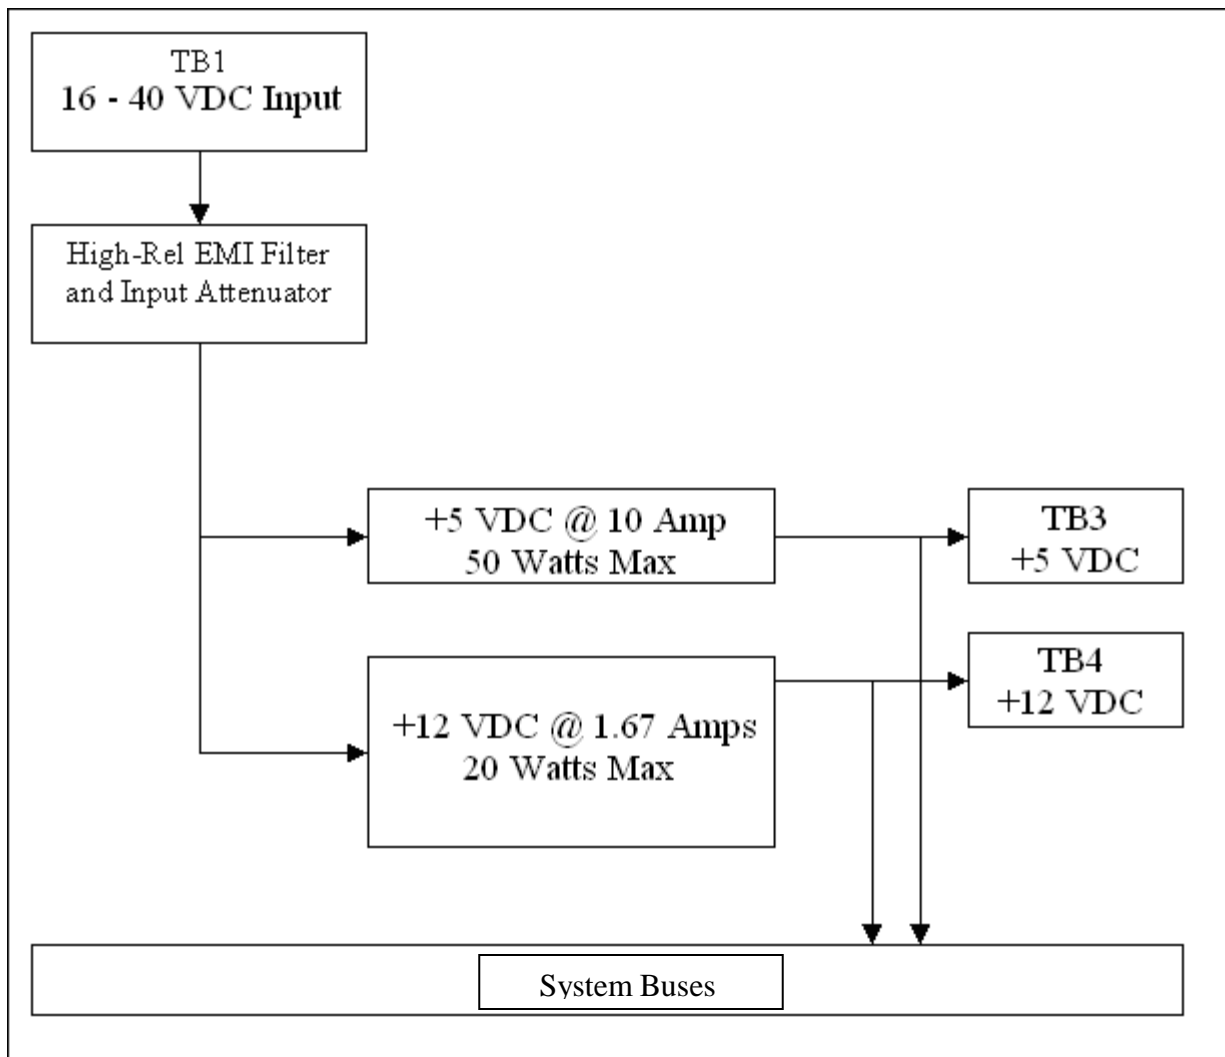 TB1
16 - 40 VDC Input
High-Rel EMI Filter
and Input Attenuator
+5 VDC @ 10 Amp
50 Watts Max
TB3
+5 VDC
+12 VDC @ 1.67 Amps
20 Watts Max
TB4
+12 VDC
System Buses